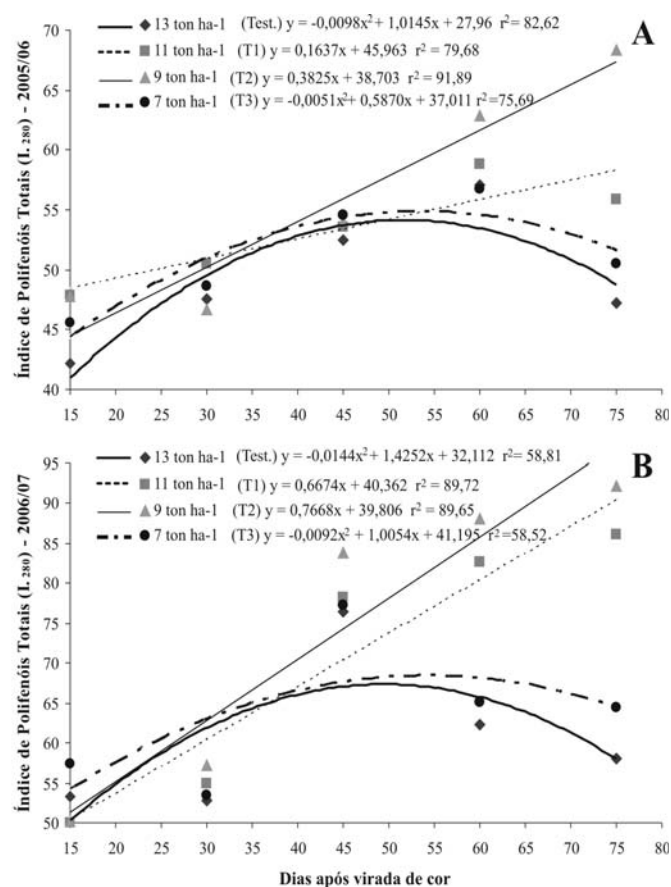 A
13 ton ha-1 (Test.) y = -0,0098x²+ 1,0145x + 27,96 r²= 82,62
11 ton ha-1 (T1) y = 0,1637x + 45,963 r²= 79,68
9 ton ha-1 (T2) y = 0,3825x + 38,703 r²= 91,89
7 ton ha-1 (T3) y = -0,0051x²+ 0,5870x + 37,011 r²=75,69
Índice de Polifenóis Totais (I. 280) - 2005/06
70
65
60
55
50
45
40
15 20 25 30 35 40 45 50 55 60 65 70 75 80
B
13 ton ha-1 (Test.) y = -0,0144x²+ 1,4252x + 32,112 r²= 58,81
11 ton ha-1 (T1) y = 0,6674x + 40,362 r²= 89,72
9 ton ha-1 (T2) y = 0,7668x + 39,806 r²= 89,65
7 ton ha-1 (T3) y = -0,0092x²+ 1,0054x + 41,195 r²=58,52
Índice de Polifenóis Totais (I. 280) - 2006/07
95
90
85
80
75
70
65
60
55
50
15 20 25 30 35 40 45 50 55 60 65 70 75 80
Dias após virada de cor